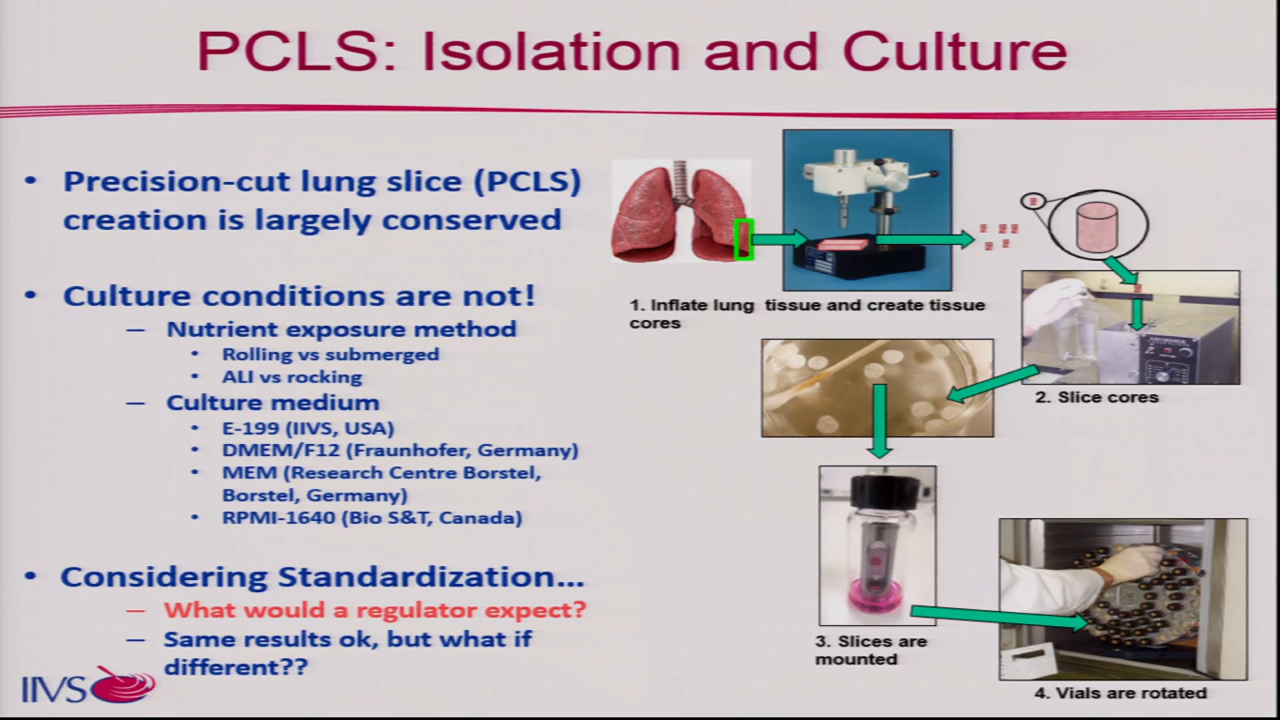 PCLS: Isolation and Culture
• Precision-cut lung slice (PCLS)
creation is largely conserved
• Culture conditions are not!
– Nutrient exposure method
• Rolling vs submerged
• ALI vs rocking
– Culture medium
• E-199 (IIVS, USA)
• DMEM/F12 (Fraunhofer, Germany)
• MEM (Research Centre Borstel,
Borstel, Germany)
• RPMI-1640 (Bio S&T, Canada)
• Considering Standardization...
– What would a regulator expect?
– Same results ok, but what if
different??
IIVS
1. Inflate lung tissue and create tissue
cores
2. Slice cores
3. Slices are
mounted
4. Vials are rotated